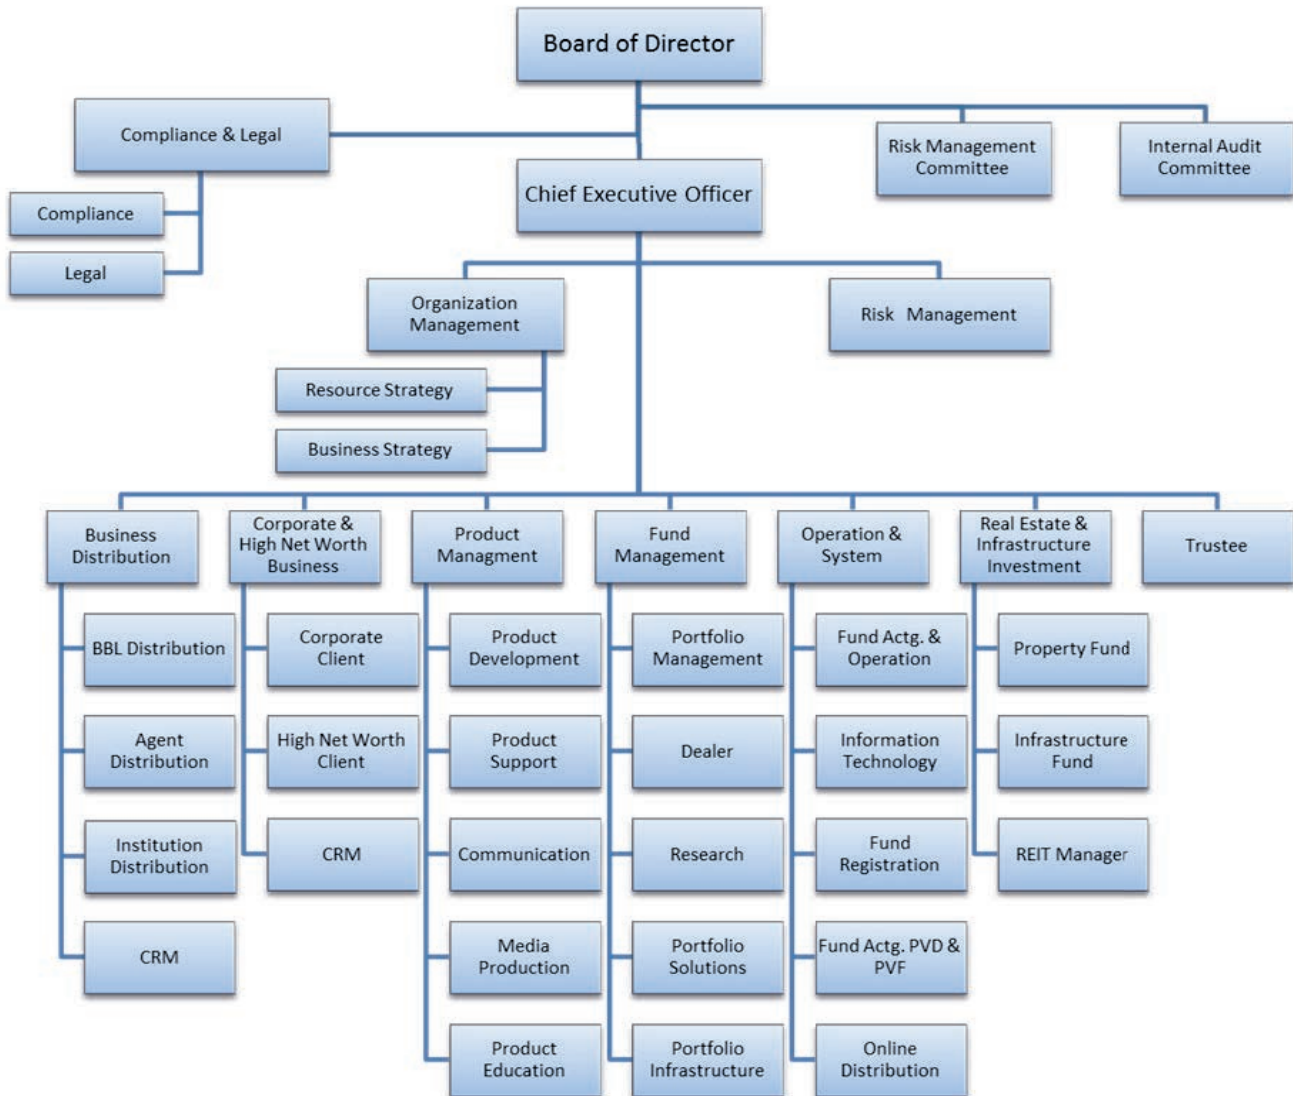 Board of Director
Compliance & Legal
Risk Management
Committee
Internal Audit
Committee
Chief Executive Officer
Compliance
Legal
Organization
Management
Risk Management
Resource Strategy
Business Strategy
Business
Distribution
Corporate &
High Net Worth
Business
Product
Managment
Fund
Management
Operation &
System
Real Estate &
Infrastructure
Investment
Trustee
BBL Distribution
Agent
Distribution
Institution
Distribution
CRM
Corporate
Client
High Net Worth
Client
CRM
Product
Development
Product
Support
Communication
Media
Production
Product
Education
Portfolio
Management
Dealer
Research
Portfolio
Solutions
Portfolio
Infrastructure
Fund Actg. &
Operation
Information
Technology
Fund
Registration
Fund Actg. PVD &
PVF
Online
Distribution
Property Fund
Infrastructure
Fund
REIT Manager